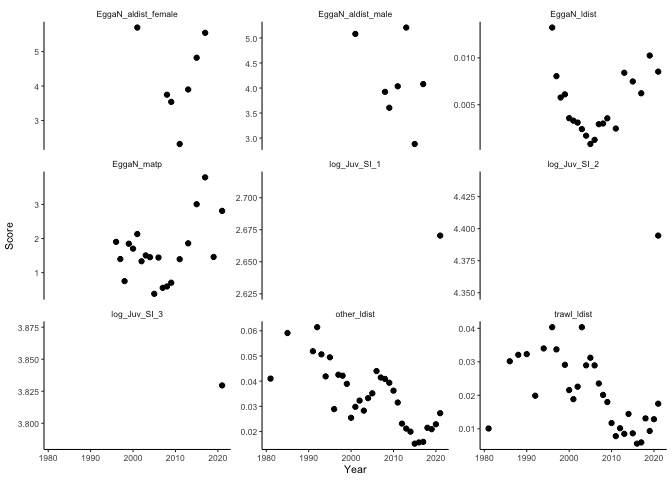 EggaN_aldist_female EggaN_aldist_male EggaN_ldist
5 4 3
5.0 4.5 4.0 3.5 3.0
0.010 0.005
EggaN_matp log_Juv_SI_1 log_Juv_SI_2
3 2 1
2.700 2.675 2.650 2.625
4.425 4.400 4.375 4.350
Score
log_Juv_SI_3 other_ldist trawl_ldist
3.875 3.850 3.825 3.800
0.06 0.05 0.04 0.03 0.02
0.04 0.03 0.02 0.01
1980 1990 2000 2010 2020 1980 1990 2000 2010 2020 1980 1990 2000 2010 2020
Year